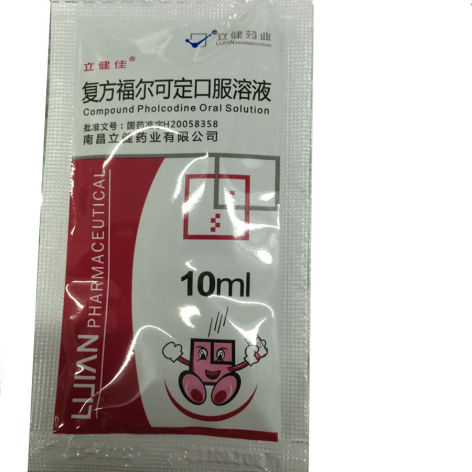 立健药业
LIJIAN PHARMACEUTICAL
立健佳®
复方福尔可定口服溶液
Compound Pholcodine Oral Solution
批准文号：国药准字H20058358
南昌立健药业有限公司
LIJIAN PHARMACEUTICAL
10ml